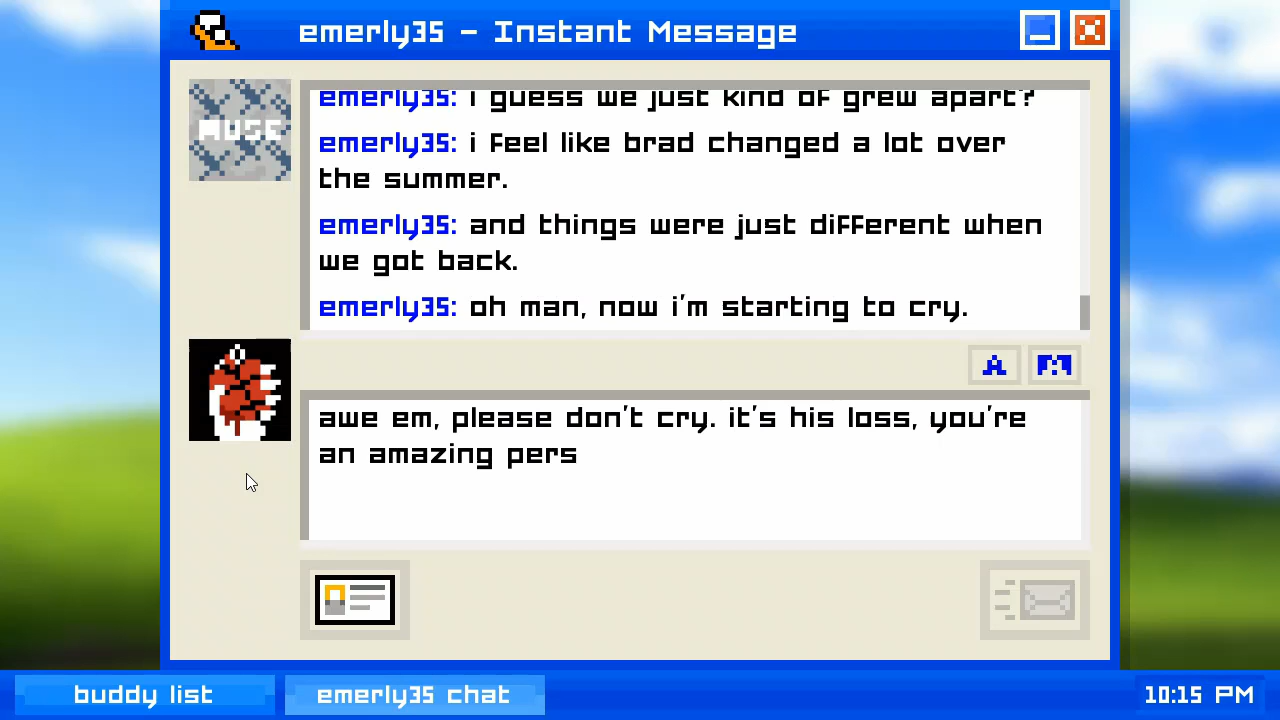 emerly35 - Instant Message
MUSE
emerly35: i guess we just kind of grew apart?
emerly35: i feel like brad changed a lot over
the summer.
emerly35: and things were just different when
we got back.
emerly35: oh man, now i'm starting to cry.
A
awe em, please don't cry. it's his loss, you're
an amazing pers
buddy list
emerly35 chat
10:15 PM